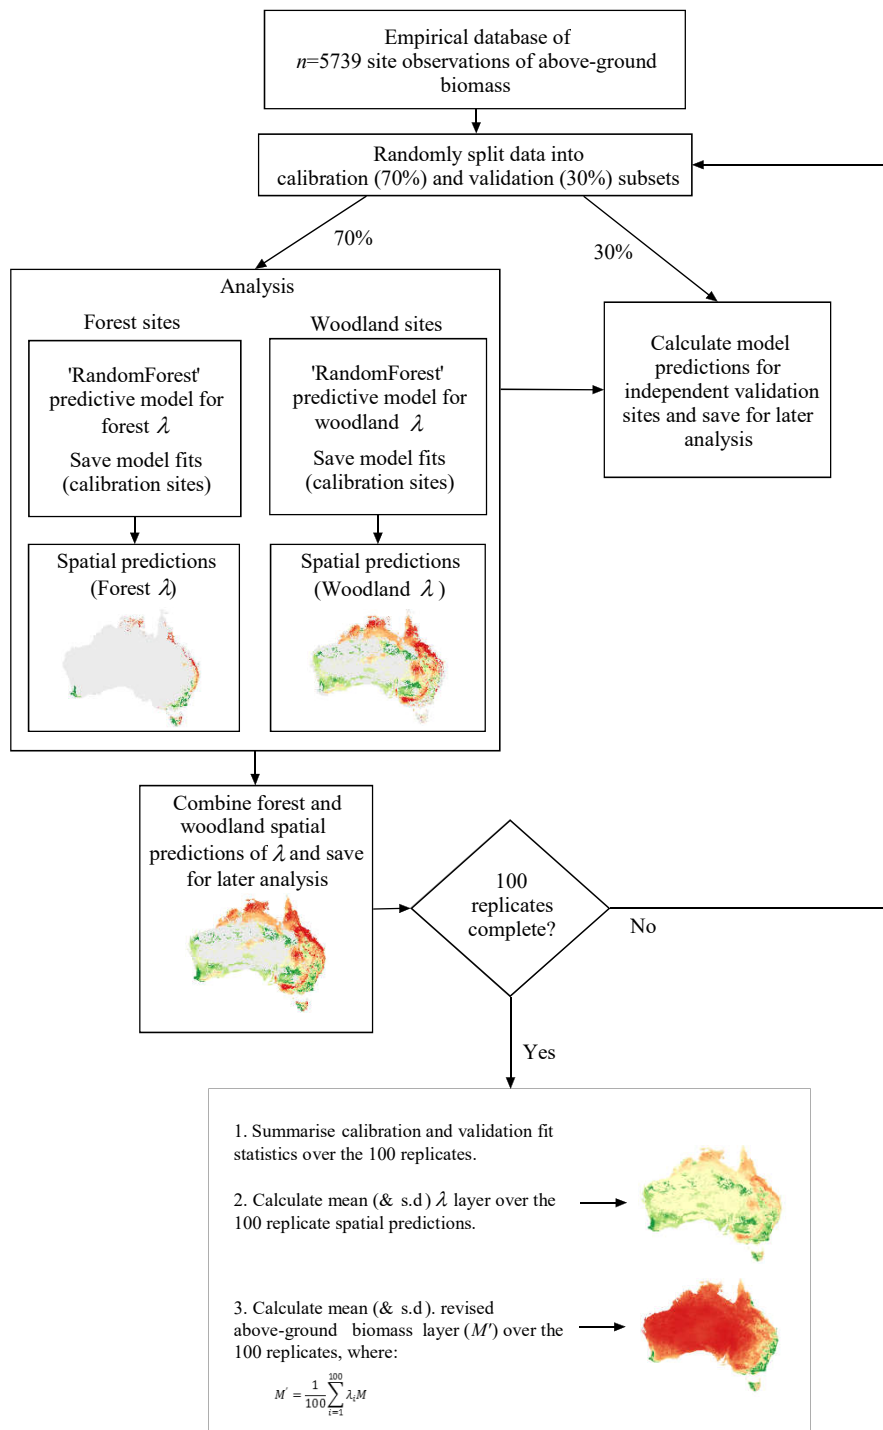 Empirical database of
n=5739 site observations of above-ground
biomass
Randomly split data into
calibration (70%) and validation (30%) subsets
70%
30%
Analysis
Forest sites
'RandomForest'
predictive model for
forest λ
Save model fits
(calibration sites)
Spatial predictions
(Forest λ)
Woodland sites
'RandomForest'
predictive model for
woodland λ
Save model fits
(calibration sites)
Spatial predictions
(Woodland λ )
Calculate model
predictions for
independent validation
sites and save for later
analysis
Combine forest and
woodland spatial
predictions of λ and save
for later analysis
100
replicates
complete?
No
Yes
1. Summarise calibration and validation fit
statistics over the 100 replicates.
2. Calculate mean (& s.d) λ layer over the
100 replicate spatial predictions.
3. Calculate mean (& s.d). revised
above-ground biomass layer (M') over the
100 replicates, where:
M' = 1/100 ∑_{i=1}^{100} λ_i M